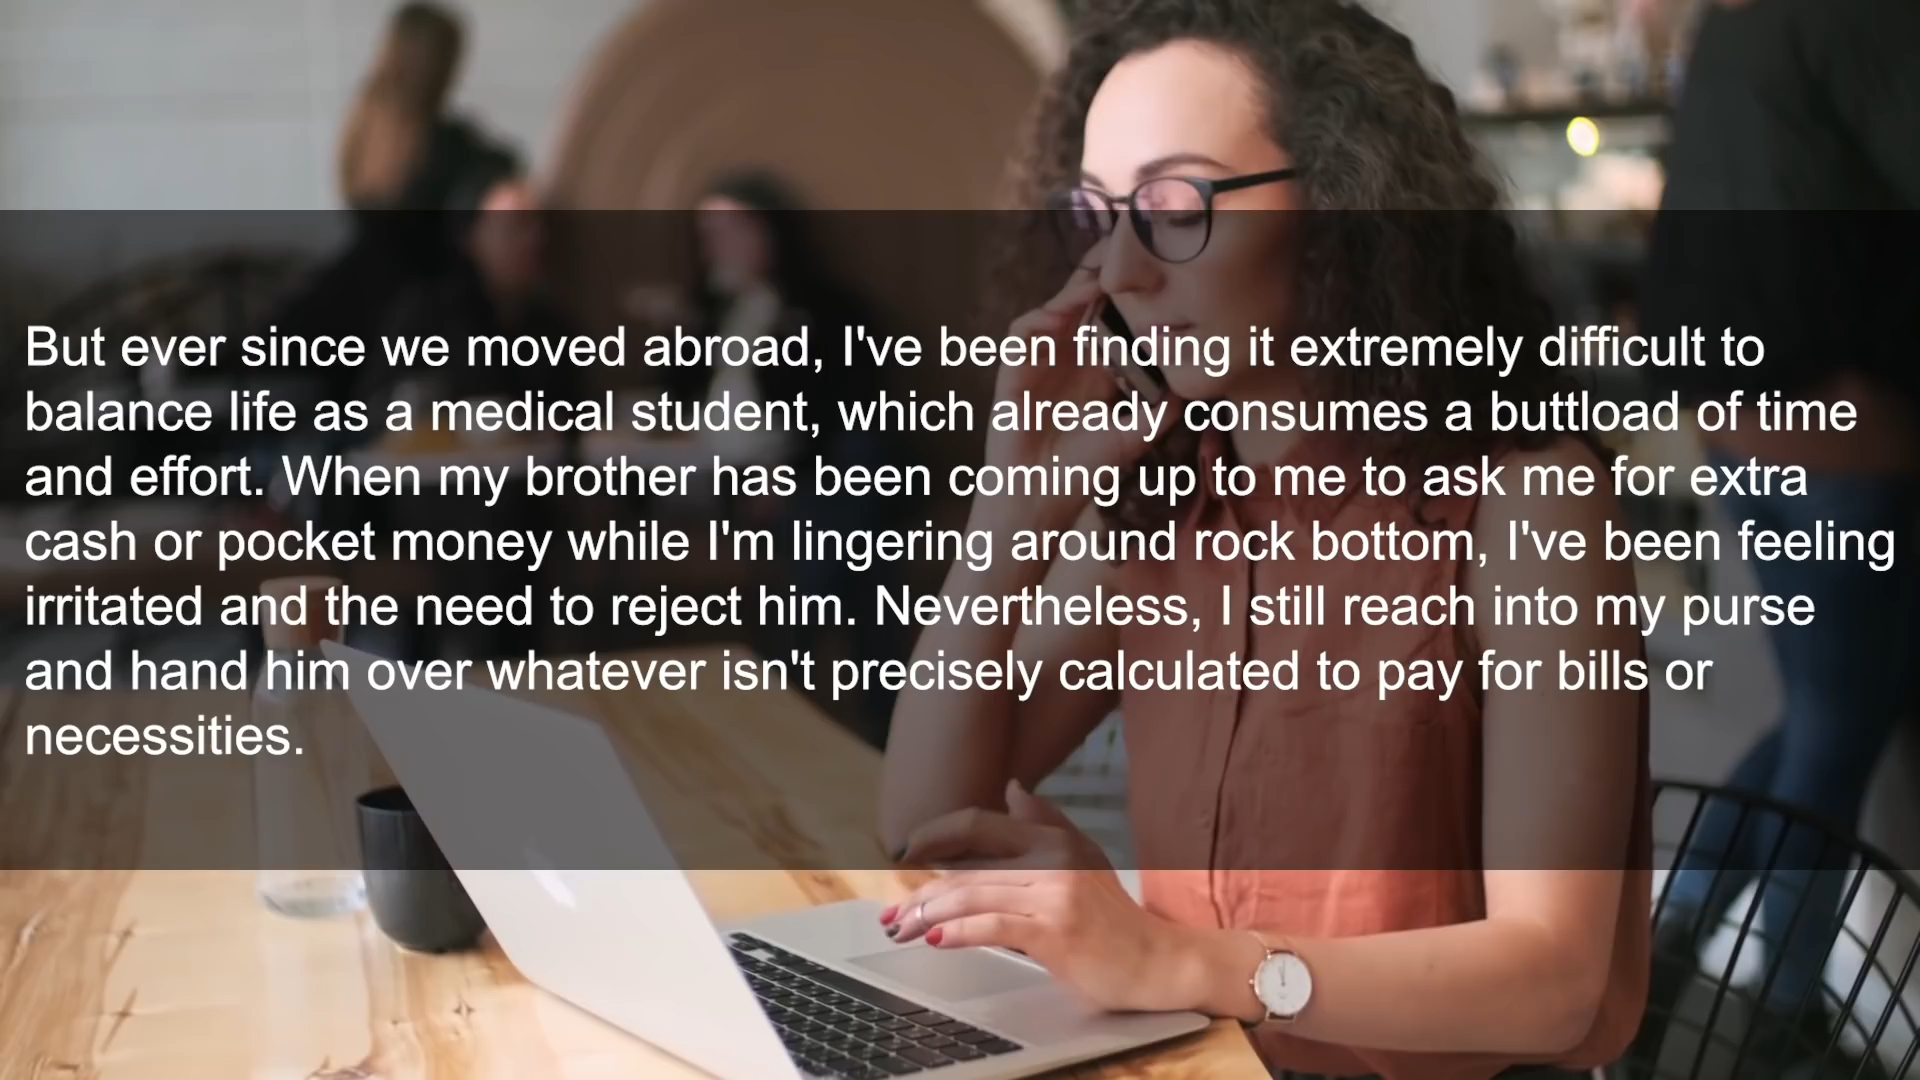 But ever since we moved abroad, I've been finding it extremely difficult to
balance life as a medical student, which already consumes a buttload of time
and effort. When my brother has been coming up to me to ask me for extra
cash or pocket money while I'm lingering around rock bottom, I've been feeling
irritated and the need to reject him. Nevertheless, I still reach into my purse
and hand him over whatever isn't precisely calculated to pay for bills or
necessities.